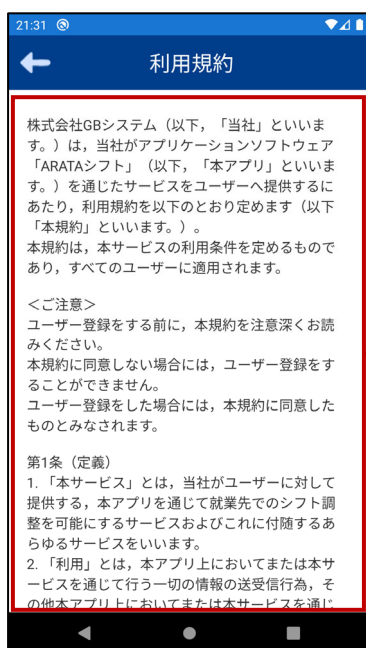 21:31
利用規約
株式会社GBシステム（以下，「当社」といいま
す。）は，当社がアプリケーションソフトウェア
「ARATAシフト」（以下，「本アプリ」といいま
す。）を通じたサービスをユーザーへ提供するに
あたり，利用規約を以下のとおり定めます（以下
「本規約」といいます。）。
本規約は，本サービスの利用条件を定めるもので
あり，すべてのユーザーに適用されます。
＜ご注意＞
ユーザー登録をする前に，本規約を注意深くお読
みください。
本規約に同意しない場合には，ユーザー登録をす
ることができません。
ユーザー登録をした場合には，本規約に同意した
ものとみなされます。
第1条（定義）
1. 「本サービス」とは，当社がユーザーに対して
提供する，本アプリを通じて就業先でのシフト調
整を可能にするサービスおよびこれに付随するあ
らゆるサービスをいいます。
2. 「利用」とは，本アプリ上においてまたは本サ
ービスを通じて行う一切の情報の送受信行為，そ
の他本アプリ上においてまたは本サービスを通じ